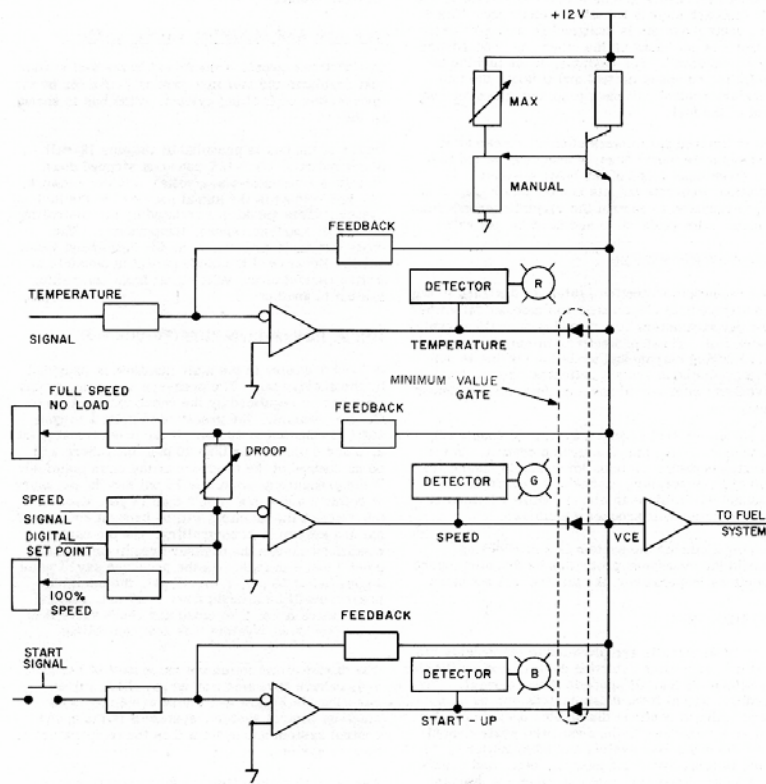 +12V
MAX
MANUAL
FEEDBACK
TEMPERATURE
SIGNAL
DETECTOR
R
TEMPERATURE
MINIMUM VALUE
GATE
FULL SPEED
NO LOAD
FEEDBACK
DROOP
DETECTOR
G
SPEED
SIGNAL
DIGITAL
SET POINT
SPEED
VCE
TO FUEL
SYSTEM
100%
SPEED
FEEDBACK
START
SIGNAL
DETECTOR
B
START - UP